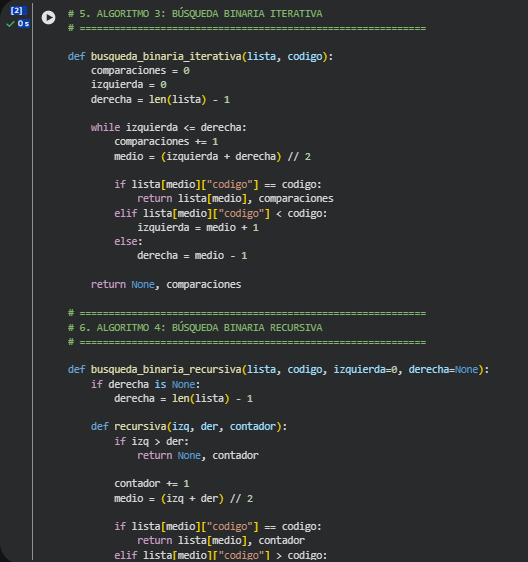 [2]
0s
# 5. ALGORITMO 3: BÚSQUEDA BINARIA ITERATIVA
# ==========================================================
def busqueda_binaria_iterativa(lista, codigo):
    comparaciones = 0
    izquierda = 0
    derecha = len(lista) - 1
    while izquierda <= derecha:
        comparaciones += 1
        medio = (izquierda + derecha) // 2
        if lista[medio]["codigo"] == codigo:
            return lista[medio], comparaciones
        elif lista[medio]["codigo"] < codigo:
            izquierda = medio + 1
        else:
            derecha = medio - 1
    return None, comparaciones
# ==========================================================
# 6. ALGORITMO 4: BÚSQUEDA BINARIA RECURSIVA
# ==========================================================
def busqueda_binaria_recursiva(lista, codigo, izquierda=0, derecha=None):
    if derecha is None:
        derecha = len(lista) - 1
    def recursiva(izq, der, contador):
        if izq > der:
            return None, contador
        contador += 1
        medio = (izq + der) // 2
        if lista[medio]["codigo"] == codigo:
            return lista[medio], contador
        elif lista[medio]["codigo"] > codigo: